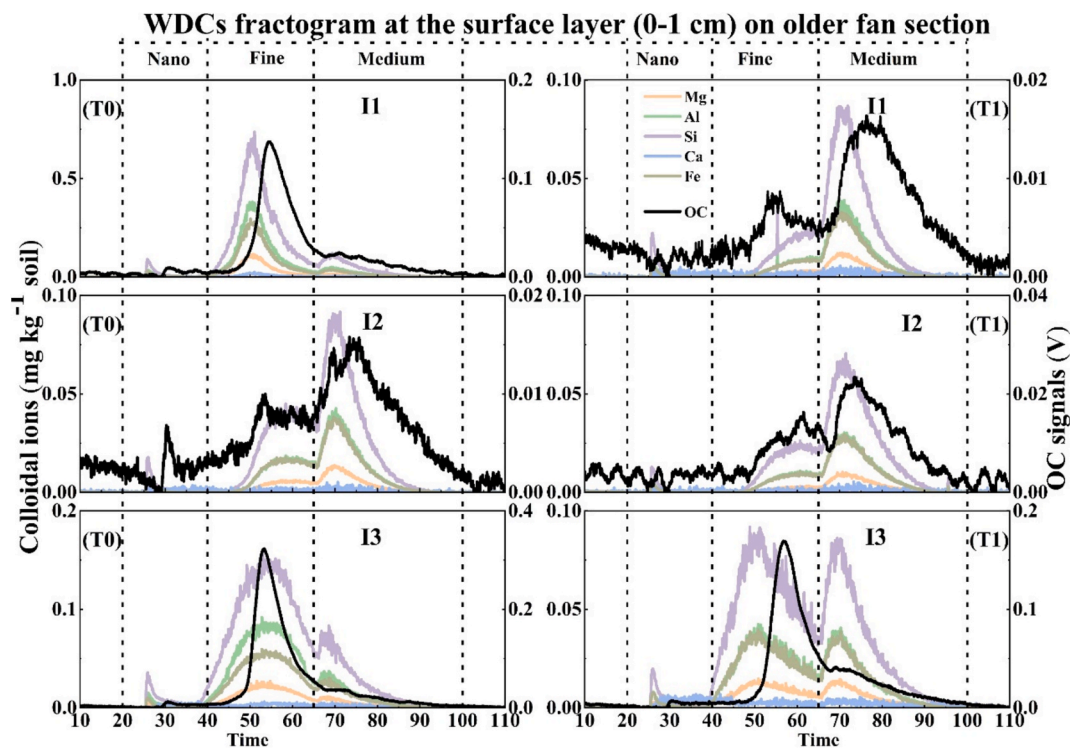 WDCs fractogram at the surface layer (0-1 cm) on older fan section
Nano Fine Medium Nano Fine Medium
1.0 (T0) I1 0.2 0.10 I1 (T1) 0.02
Mg
Al
Si
Ca
Fe
OC
0.5 0.1 0.05 0.01
0.0 0.0 0.00 0.00
0.10 (T0) I2 0.02 0.10 I2 (T1) 0.04
0.05 0.01 0.05 0.02
0.00 0.00 0.00 0.00
0.2 (T0) I3 0.4 0.10 I3 (T1) 0.2
0.1 0.2 0.05 0.1
0.0 0.0 0.00 0.0
10 20 30 40 50 60 70 80 90 100 110 10 20 30 40 50 60 70 80 90 100 110
Time Time
Colloidal ions (mg kg⁻¹ soil)
OC signals (V)